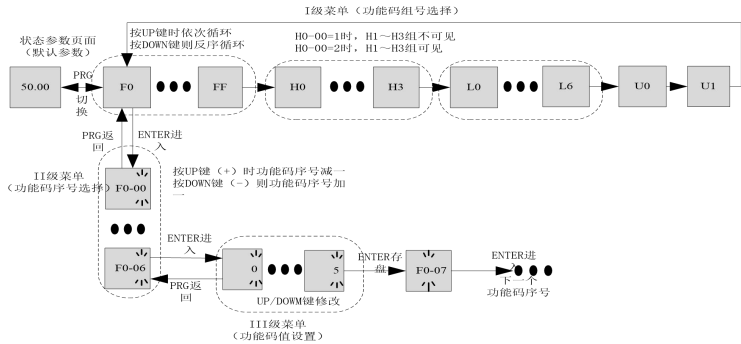 I级菜单（功能码组号选择）
状态参数页面
（默认参数）
按UP键时依次循环
按DOWN键则反序循环
H0-00=1时，H1～H3组不可见
H0-00=2时，H1～H3组可见
50.00
PRG
切
换
F0
FF
H0
H3
L0
L6
U0
U1
PRG返
回
ENTER进
入
II级菜单
（功能码序号选择）
F0-00
按UP键（+）时功能码序号减一
按DOWN键（-）则功能码序号加
一
F0-06
ENTER进
入
PRG返
回
0
5
UP/DOWM键修改
ENTER存
盘
F0-07
ENTER进
入
下一个
功能码序号
III级菜单
（功能码值设置）